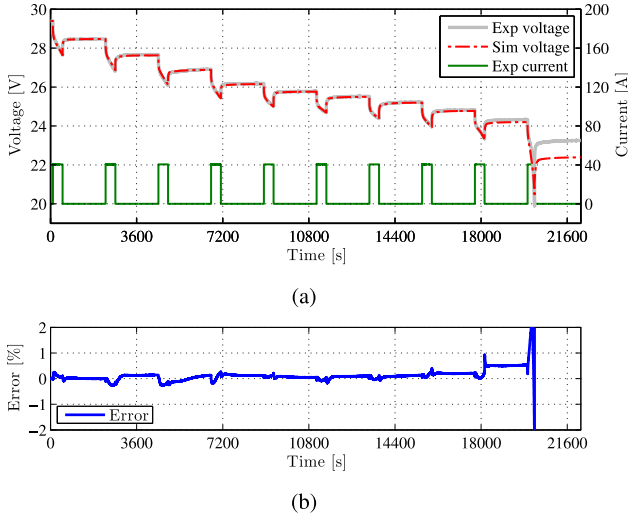 30
28
26
24
22
20
Voltage [V]
200
160
120
80
40
0
Current [A]
Exp voltage
Sim voltage
Exp current
0
3600
7200
10800
14400
18000
21600
Time [s]
(a)
2
1
0
−1
−2
Error [%]
Error
0
3600
7200
10800
14400
18000
21600
Time [s]
(b)